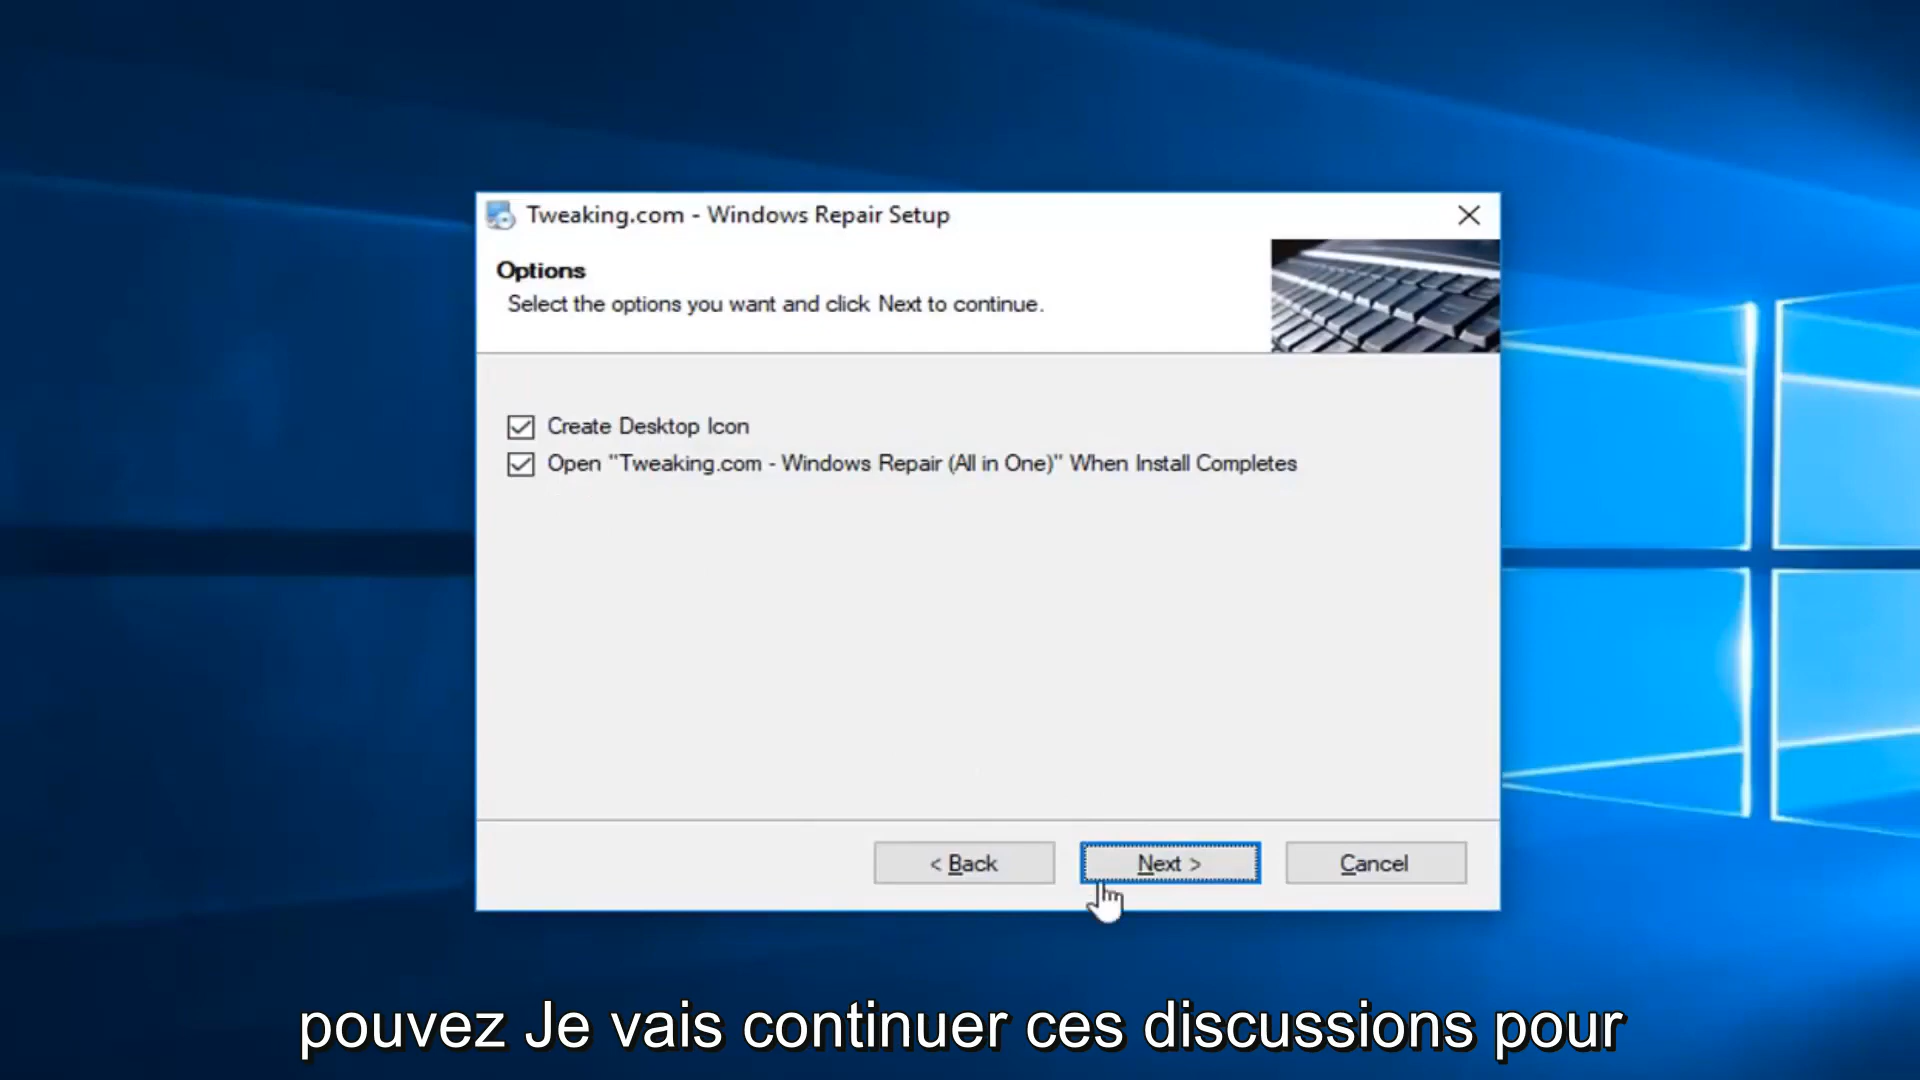 Tweaking.com - Windows Repair Setup
Options
Select the options you want and click Next to continue.
Create Desktop Icon
Open "Tweaking.com - Windows Repair (All in One)" When Install Completes
< Back
Next >
Cancel
pouvez Je vais continuer ces discussions pour